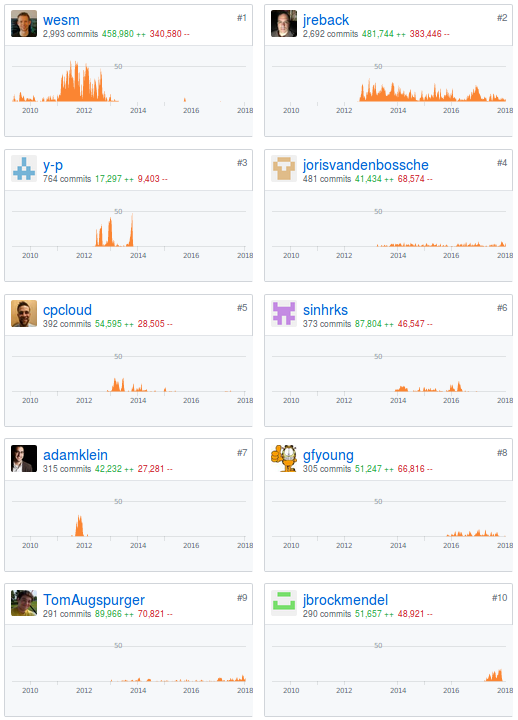 wesm #1
2,993 commits 458,980 ++ 340,580 --
50
2010 2012 2014 2016 2018
jreback #2
2,692 commits 481,744 ++ 383,446 --
50
2010 2012 2014 2016 2018
y-p #3
764 commits 17,297 ++ 9,403 --
50
2010 2012 2014 2016 2018
jorisvandenbossche #4
481 commits 41,434 ++ 68,574 --
50
2010 2012 2014 2016 2018
cpcloud #5
392 commits 54,595 ++ 28,505 --
50
2010 2012 2014 2016 2018
sinhrks #6
373 commits 87,804 ++ 46,547 --
50
2010 2012 2014 2016 2018
adamklein #7
315 commits 42,232 ++ 27,281 --
50
2010 2012 2014 2016 2018
gfyoung #8
305 commits 51,247 ++ 66,816 --
50
2010 2012 2014 2016 2018
TomAugspurger #9
291 commits 89,966 ++ 70,821 --
50
2010 2012 2014 2016 2018
jbrockmendel #10
290 commits 51,657 ++ 48,921 --
50
2010 2012 2014 2016 2018